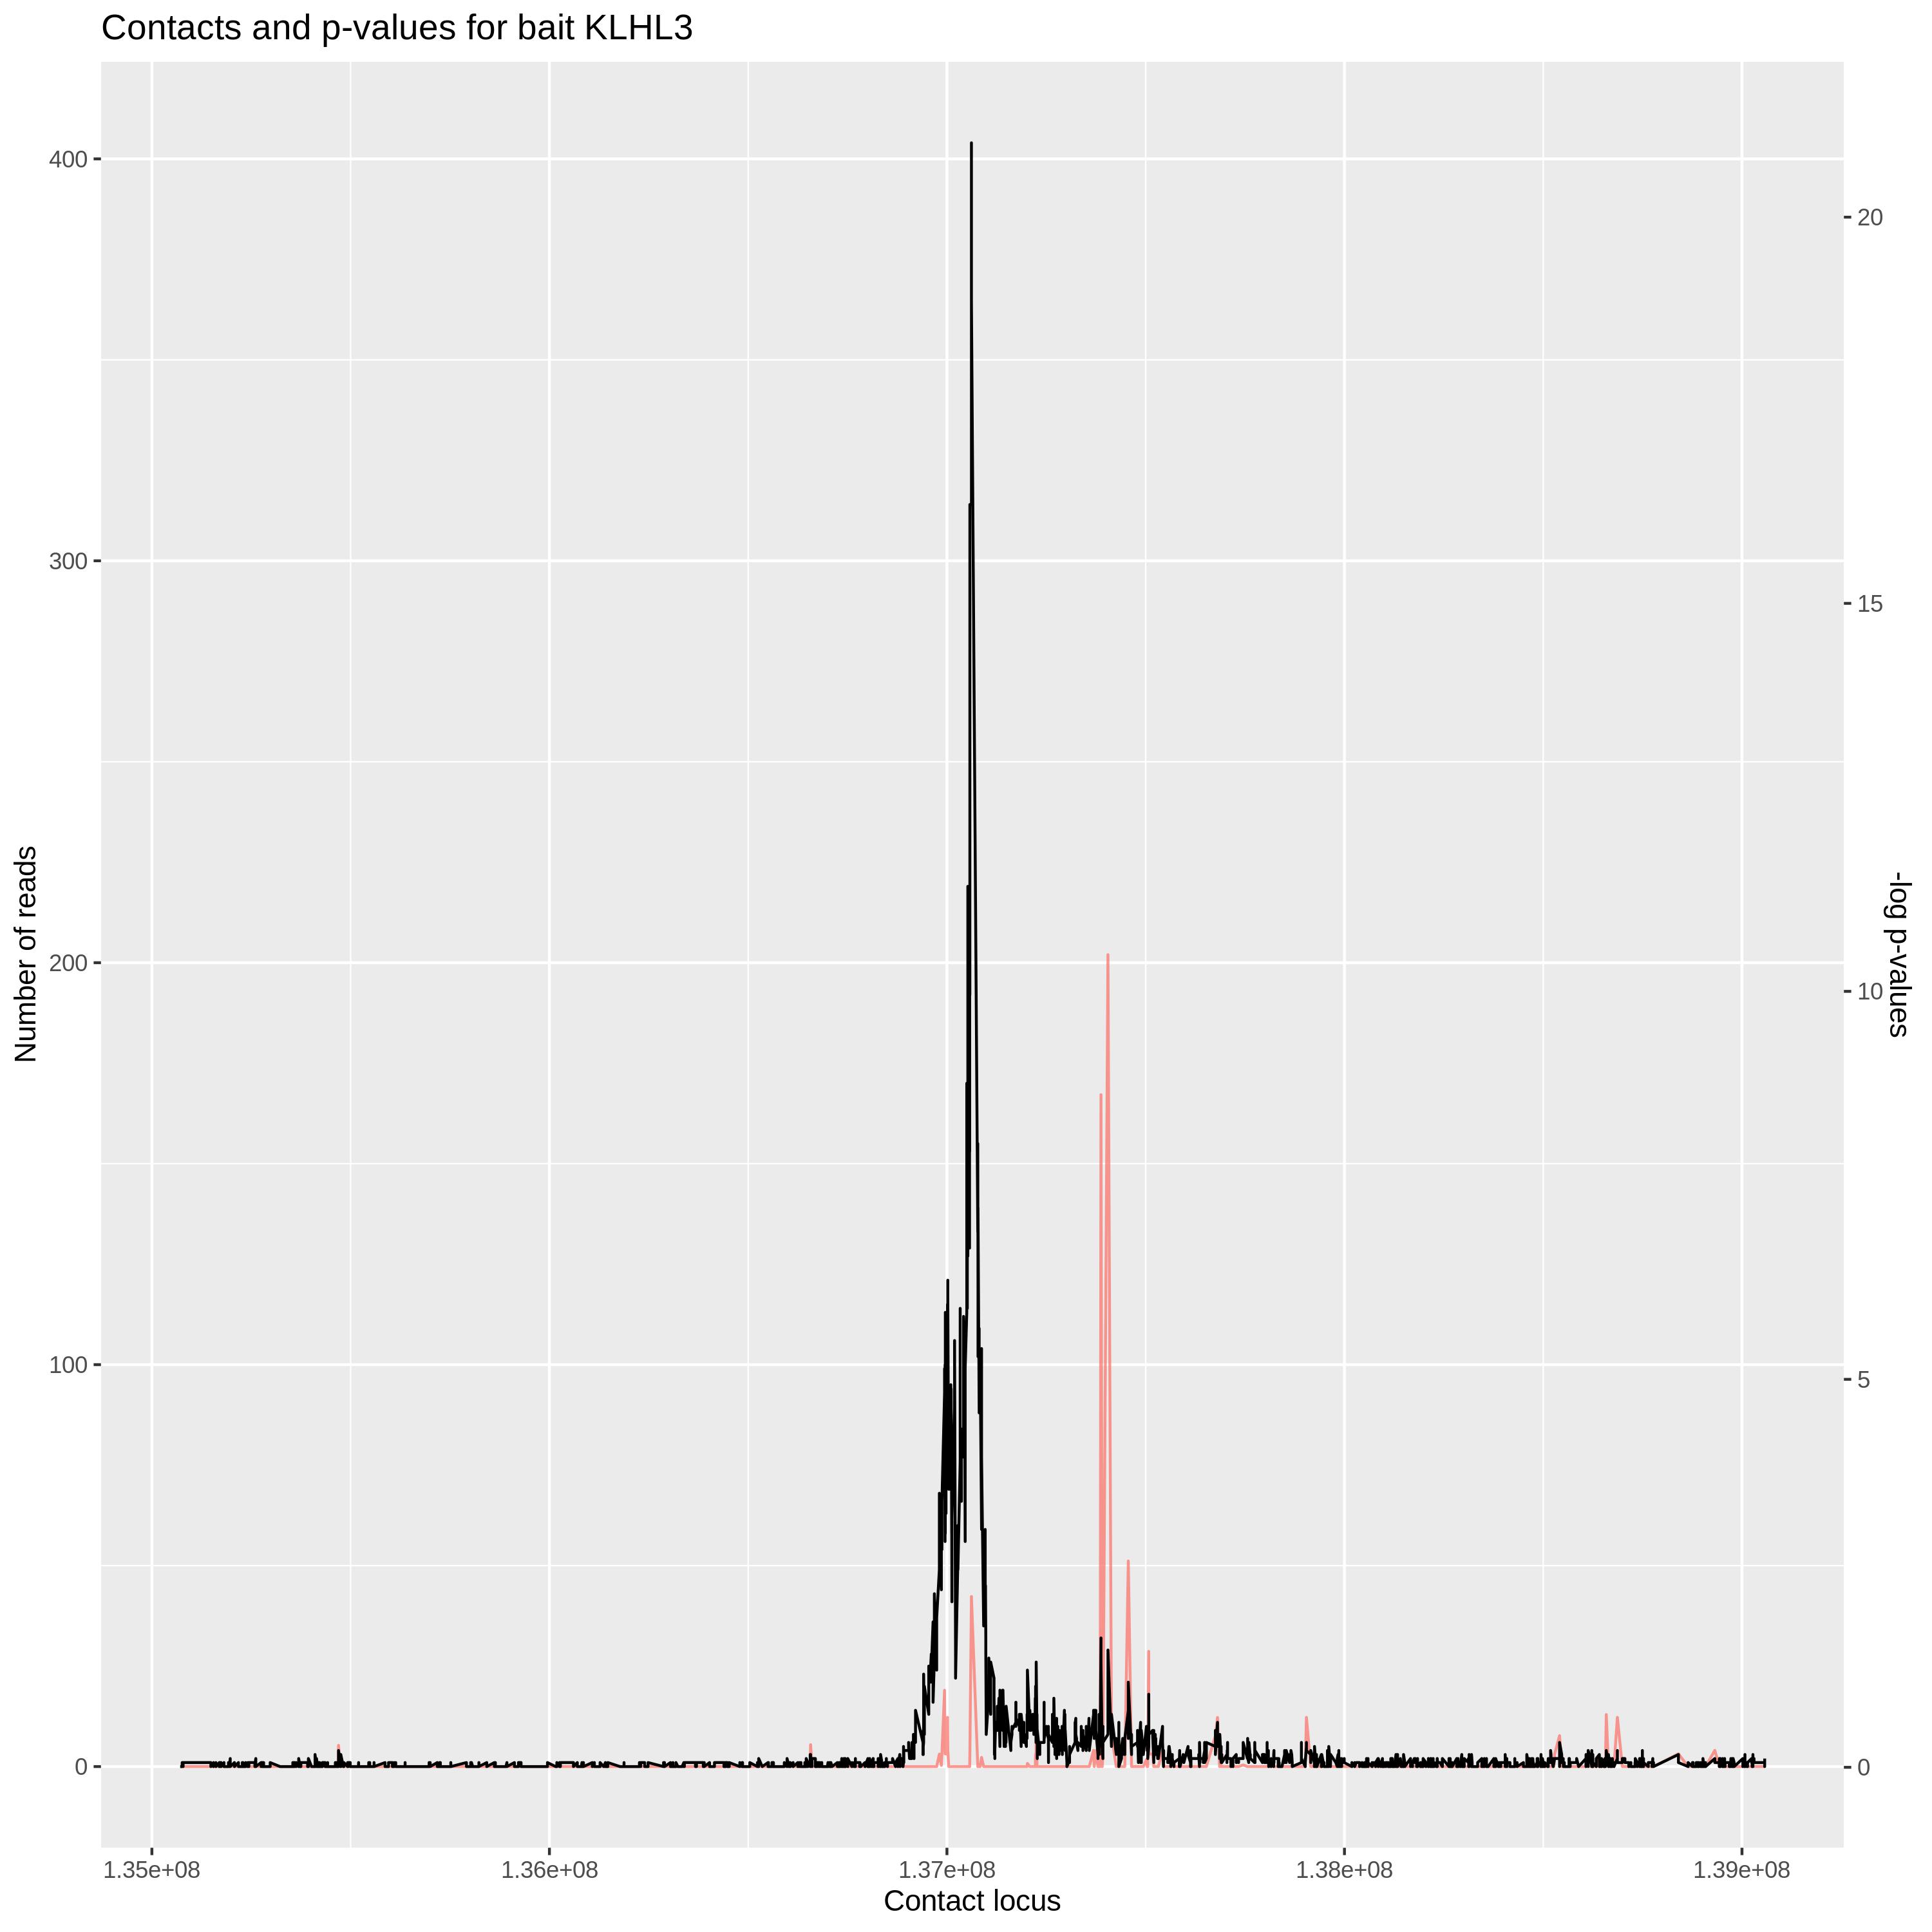 Contacts and p-values for bait KLHL3
Number of reads
400
300
200
100
0
20
15
10
5
0
-log p-values
1.35e+08
1.36e+08
1.37e+08
1.38e+08
1.39e+08
Contact locus